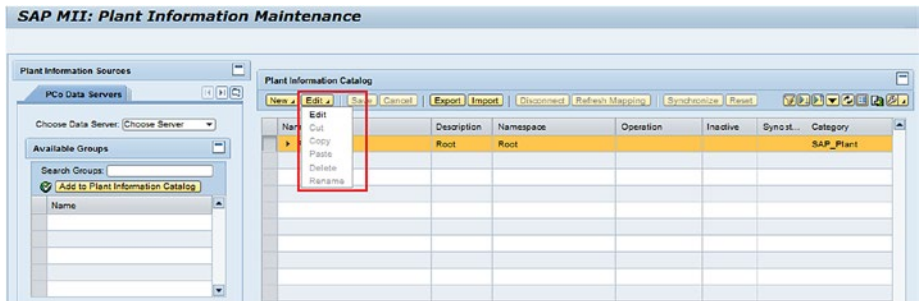 SAP MII: Plant Information Maintenance
Plant Information Sources
PCo Data Servers
Choose Data Server: Choose Server
Available Groups
Search Groups:
Add to Plant Information Catalog
Name
Plant Information Catalog
New Edit Save Cancel Export Import Disconnect Refresh Mapping Synchronize Reset
Edit
Cut
Copy
Paste
Delete
Rename
Description Namespace Operation Inactive Syncst... Category
Root Root SAP_Plant